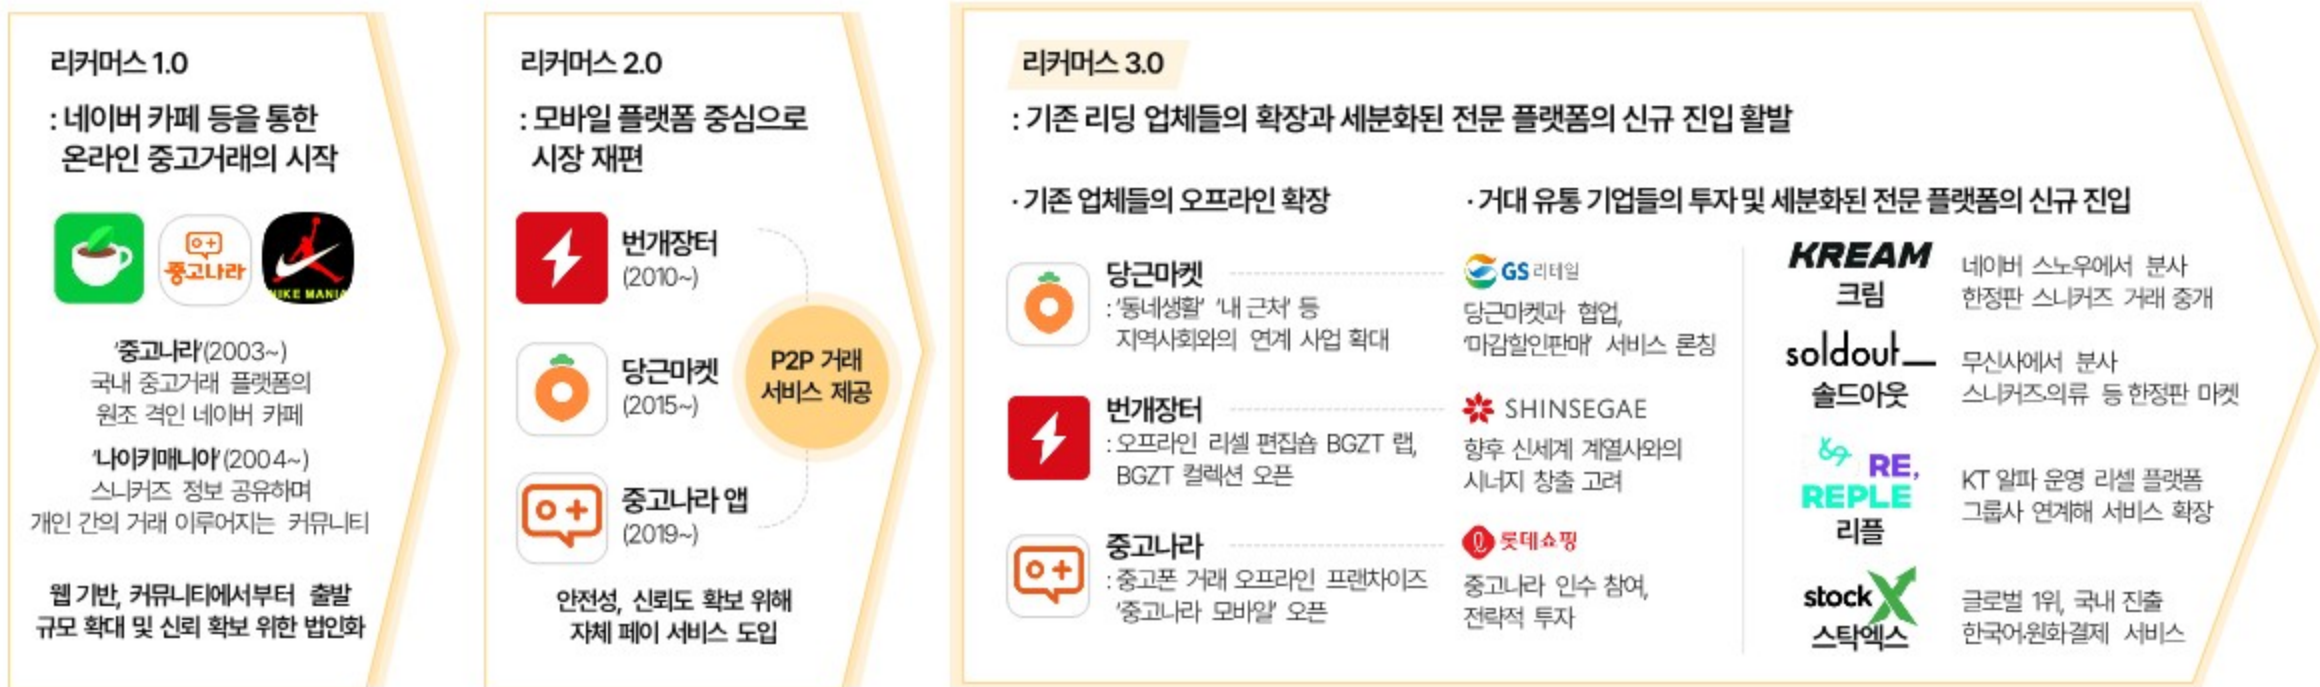 리커머스 1.0
: 네이버 카페 등을 통한
온라인 중고거래의 시작
중고나라
NIKE MANIA
'중고나라'(2003~)
국내 중고거래 플랫폼의
원조 격인 네이버 카페
'나이키매니아'(2004~)
스니커즈 정보 공유하며
개인 간의 거래 이루어지는 커뮤니티
웹 기반, 커뮤니티에서부터 출발
규모 확대 및 신뢰 확보 위한 법인화
리커머스 2.0
: 모바일 플랫폼 중심으로
시장 재편
번개장터
(2010~)
당근마켓
(2015~)
중고나라 앱
(2019~)
P2P 거래
서비스 제공
안전성, 신뢰도 확보 위해
자체 페이 서비스 도입
리커머스 3.0
: 기존 리딩 업체들의 확장과 세분화된 전문 플랫폼의 신규 진입 활발
· 기존 업체들의 오프라인 확장
당근마켓
: '동네생활' '내 근처' 등
지역사회와의 연계 사업 확대
번개장터
: 오프라인 리셀 편집숍 BGZT 랩,
BGZT 컬렉션 오픈
중고나라
: 중고폰 거래 오프라인 프랜차이즈
'중고나라 모바일' 오픈
· 거대 유통 기업들의 투자 및 세분화된 전문 플랫폼의 신규 진입
GS 리테일
당근마켓과 협업,
'마감할인판매' 서비스 론칭
SHINSEGAE
향후 신세계 계열사와의
시너지 창출 고려
롯데쇼핑
중고나라 인수 참여,
전략적 투자
KREAM
크림
네이버 스노우에서 분사
한정판 스니커즈 거래 중개
soldout_
솔드아웃
무신사에서 분사
스니커즈·의류 등 한정판 마켓
RE,
REPLE
리플
KT 알파 운영 리셀 플랫폼
그룹사 연계해 서비스 확장
stockX
스탁엑스
글로벌 1위, 국내 진출
한국어·원화결제 서비스